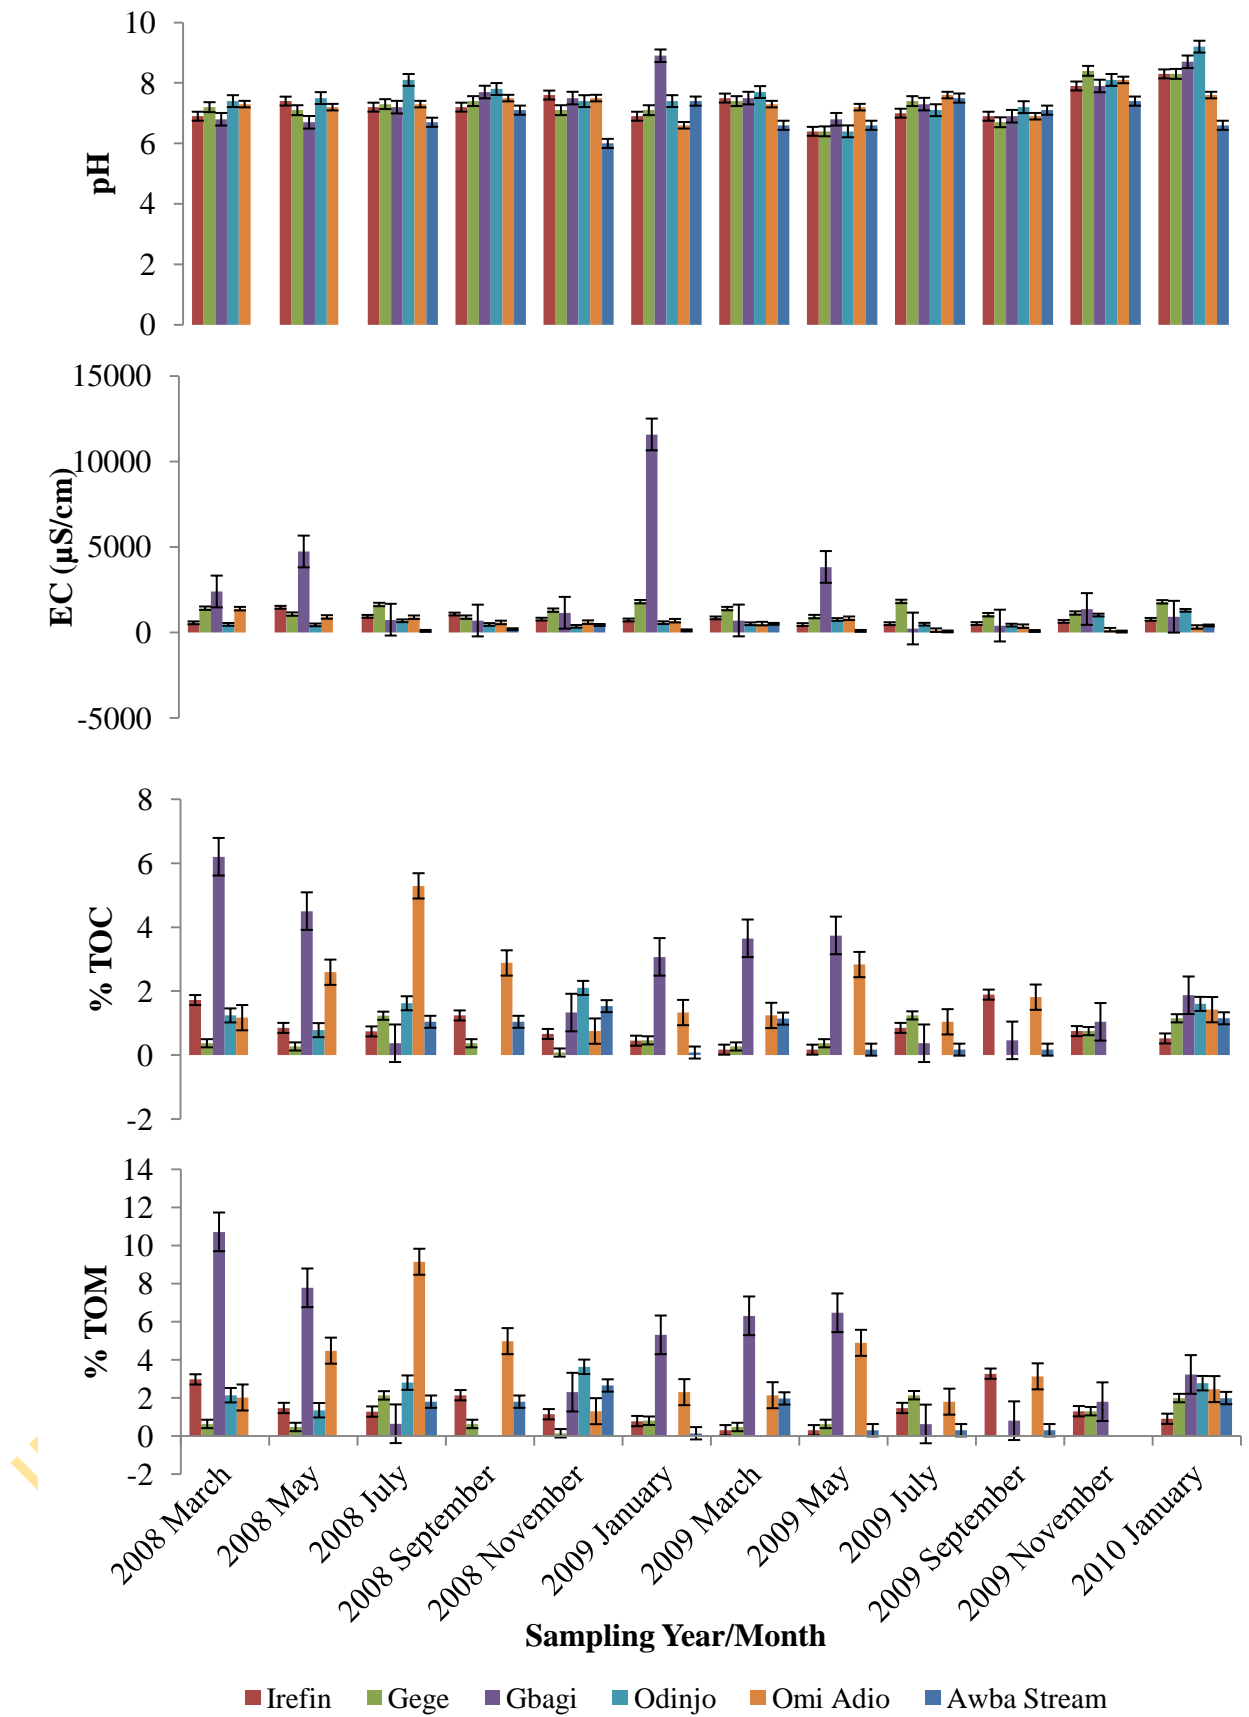 10
8
6
4
2
0
pH
15000
10000
5000
0
-5000
EC (µS/cm)
8
6
4
2
0
-2
% TOC
14
12
10
8
6
4
2
0
-2
% TOM
2008 March
2008 May
2008 July
2008 September
2008 November
2009 January
2009 March
2009 May
2009 July
2009 September
2009 November
2010 January
Sampling Year/Month
Irefin Gege Gbagi Odinjo Omi Adio Awba Stream